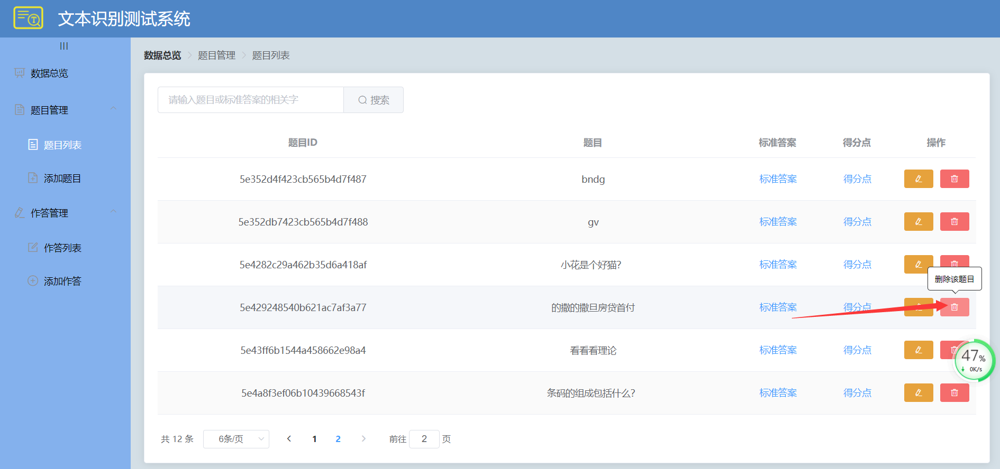 文本识别测试系统
数据总览
题目管理
题目列表
添加题目
作答管理
作答列表
添加作答
数据总览 > 题目管理 > 题目列表
请输入题目或标准答案的相关字 搜索
题目ID 题目 标准答案 得分点 操作
5e352d4f423cb565b4d7f487 bndg 标准答案 得分点
5e352db7423cb565b4d7f488 gv 标准答案 得分点
5e4282c29a462b35d6a418af 小花是个好猫? 标准答案 得分点
删除该题目
5e429248540b621ac7af3a77 的撒的撒旦房贷首付 标准答案 得分点
5e43ff6b1544a458662e98a4 看看看理论 标准答案 得分点
47%
0K/s
5e4a8f3ef06b10439668543f 条码的组成包括什么? 标准答案 得分点
共 12 条 6条/页 < 1 2 > 前往 2 页